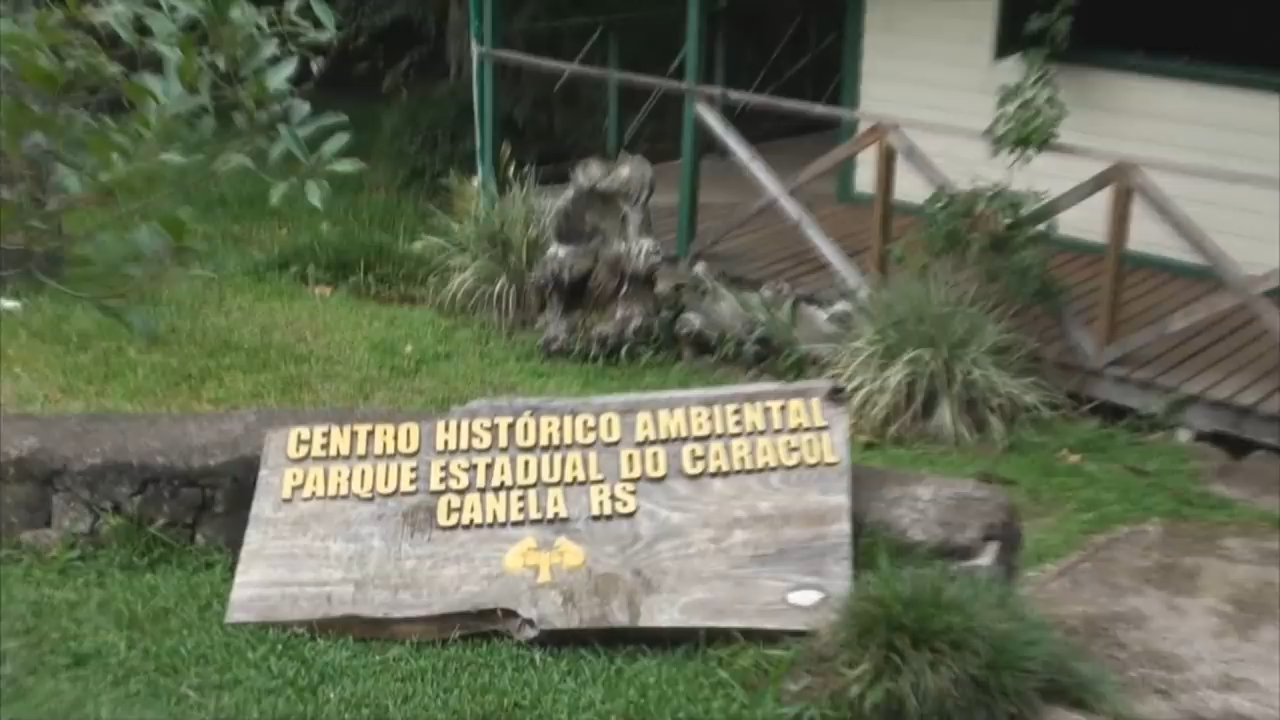 CENTRO HISTÓRICO AMBIENTAL
PARQUE ESTADUAL DO CARACOL
CANELA RS